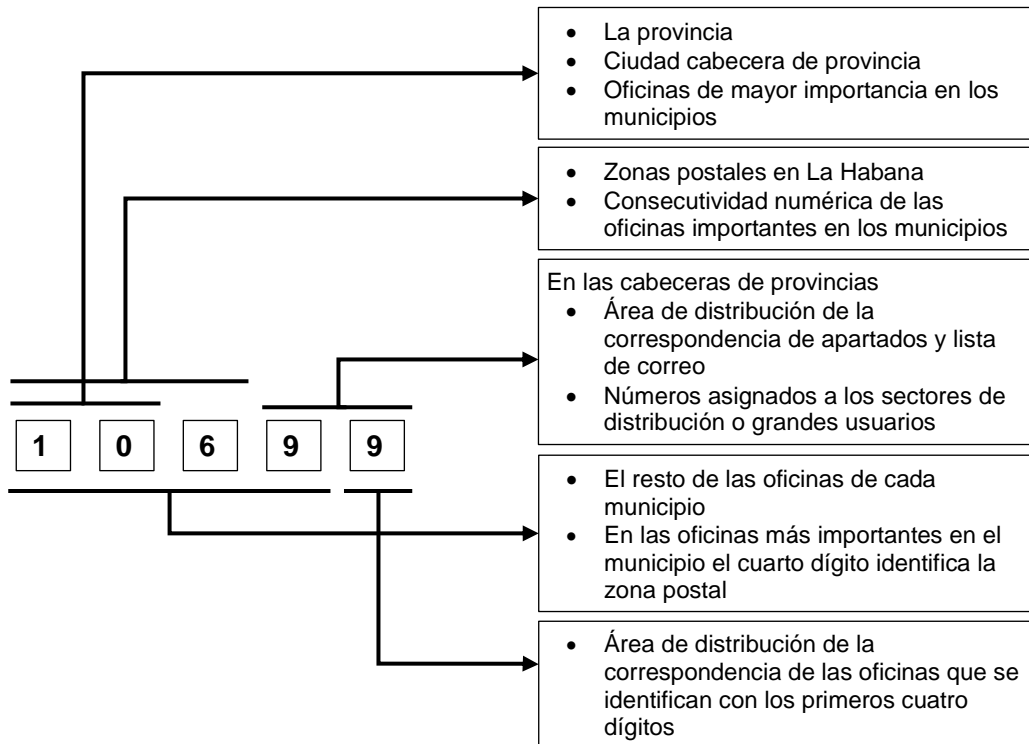 • La provincia
• Ciudad cabecera de provincia
• Oficinas de mayor importancia en los
municipios
• Zonas postales en La Habana
• Consecutividad numérica de las
oficinas importantes en los municipios
En las cabeceras de provincias
• Área de distribución de la
correspondencia de apartados y lista
de correo
• Números asignados a los sectores de
distribución o grandes usuarios
1 0 6 9 9
• El resto de las oficinas de cada
municipio
• En las oficinas más importantes en el
municipio el cuarto dígito identifica la
zona postal
• Área de distribución de la
correspondencia de las oficinas que se
identifican con los primeros cuatro
dígitos